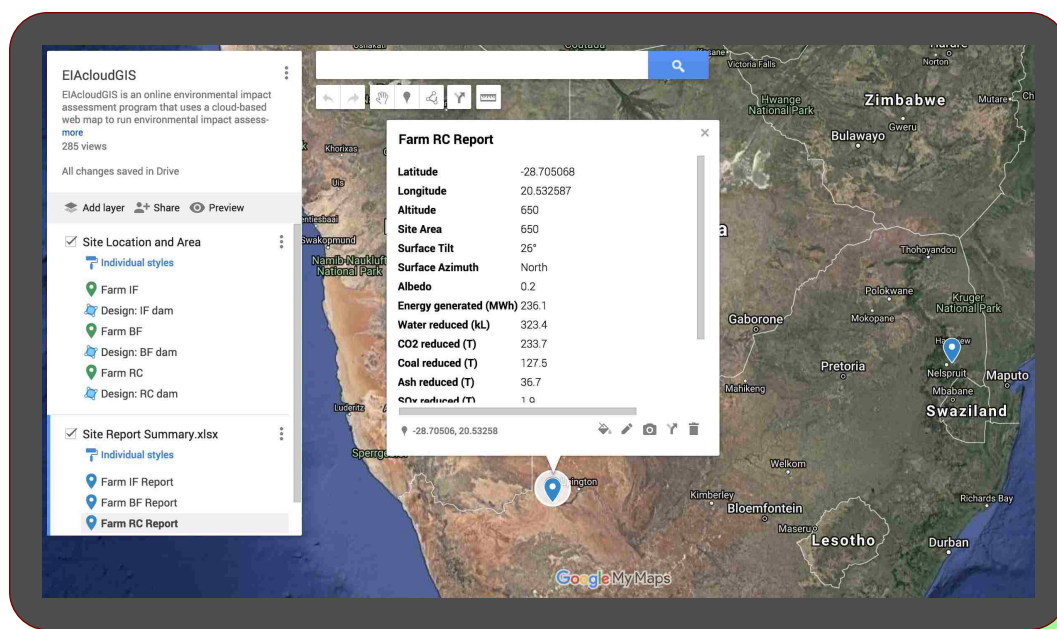 EIAcloudGIS
EIAcloudGIS is an online environmental impact
assessment program that uses a cloud-based
web map to run environmental impact assess-
more
285 views
All changes saved in Drive
Add layer Share Preview
Site Location and Area
Individual styles
Farm IF
Design: IF dam
Farm BF
Design: BF dam
Farm RC
Design: RC dam
Site Report Summary.xlsx
Individual styles
Farm IF Report
Farm BF Report
Farm RC Report
Farm RC Report
Latitude -28.705068
Longitude 20.532587
Altitude 650
Site Area 650
Surface Tilt 26°
Surface Azimuth North
Albedo 0.2
Energy generated (MWh) 236.1
Water reduced (kL) 323.4
CO2 reduced (T) 233.7
Coal reduced (T) 127.5
Ash reduced (T) 36.7
SOx reduced (T) 1.9
-28.70506, 20.53258
Victoria Falls
Norton
Hwange
National Park
Zimbabwe
Mutare
Ch
Gweru
Bulawayo
Khorixas
Uis
Swakopmund
Namib-Naukluft
National Park
Thohoyandou
Polokwane
Kruger
National Park
Mokopane
Gaborone
Pretoria
Nelspruit
Maputo
Mbabane
Swaziland
Mahikeng
Luderitz
Welkom
Kimberley
Bloemfontein
Richards Bay
Maseru
Lesotho
Durban
Google My Maps